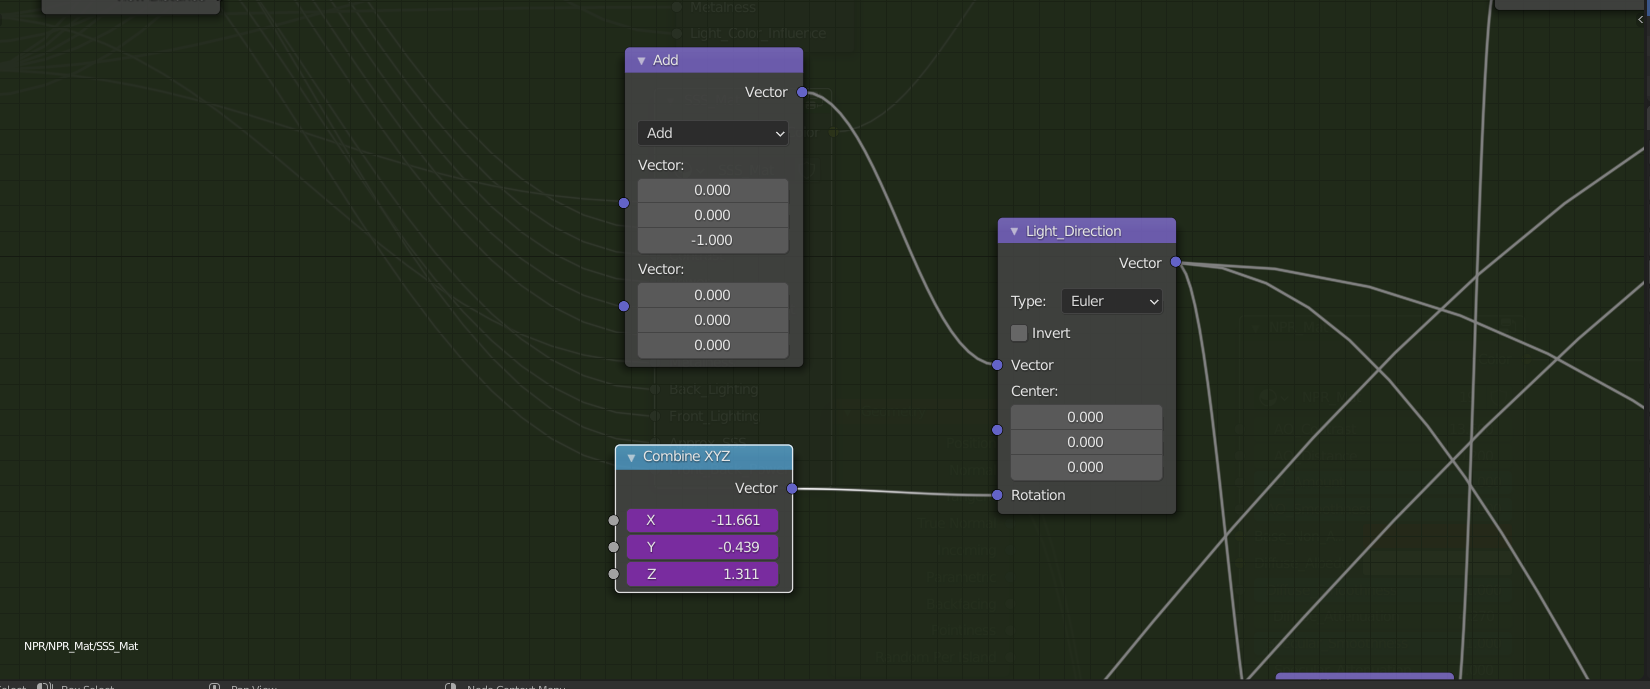 Metalness
Light_Color_Influence
Add
Vector
Add
Vector:
0.000
0.000
-1.000
Vector:
0.000
0.000
0.000
Light_Direction
Vector
Type: Euler
Invert
Vector
Center:
0.000
0.000
0.000
Rotation
Back_Lighting
Front_Lighting
Combine XYZ
Vector
X -11.661
Y -0.439
Z 1.311
NPR/NPR_Mat/SSS_Mat
Select
Box Select
Pan View
Node Context Menu